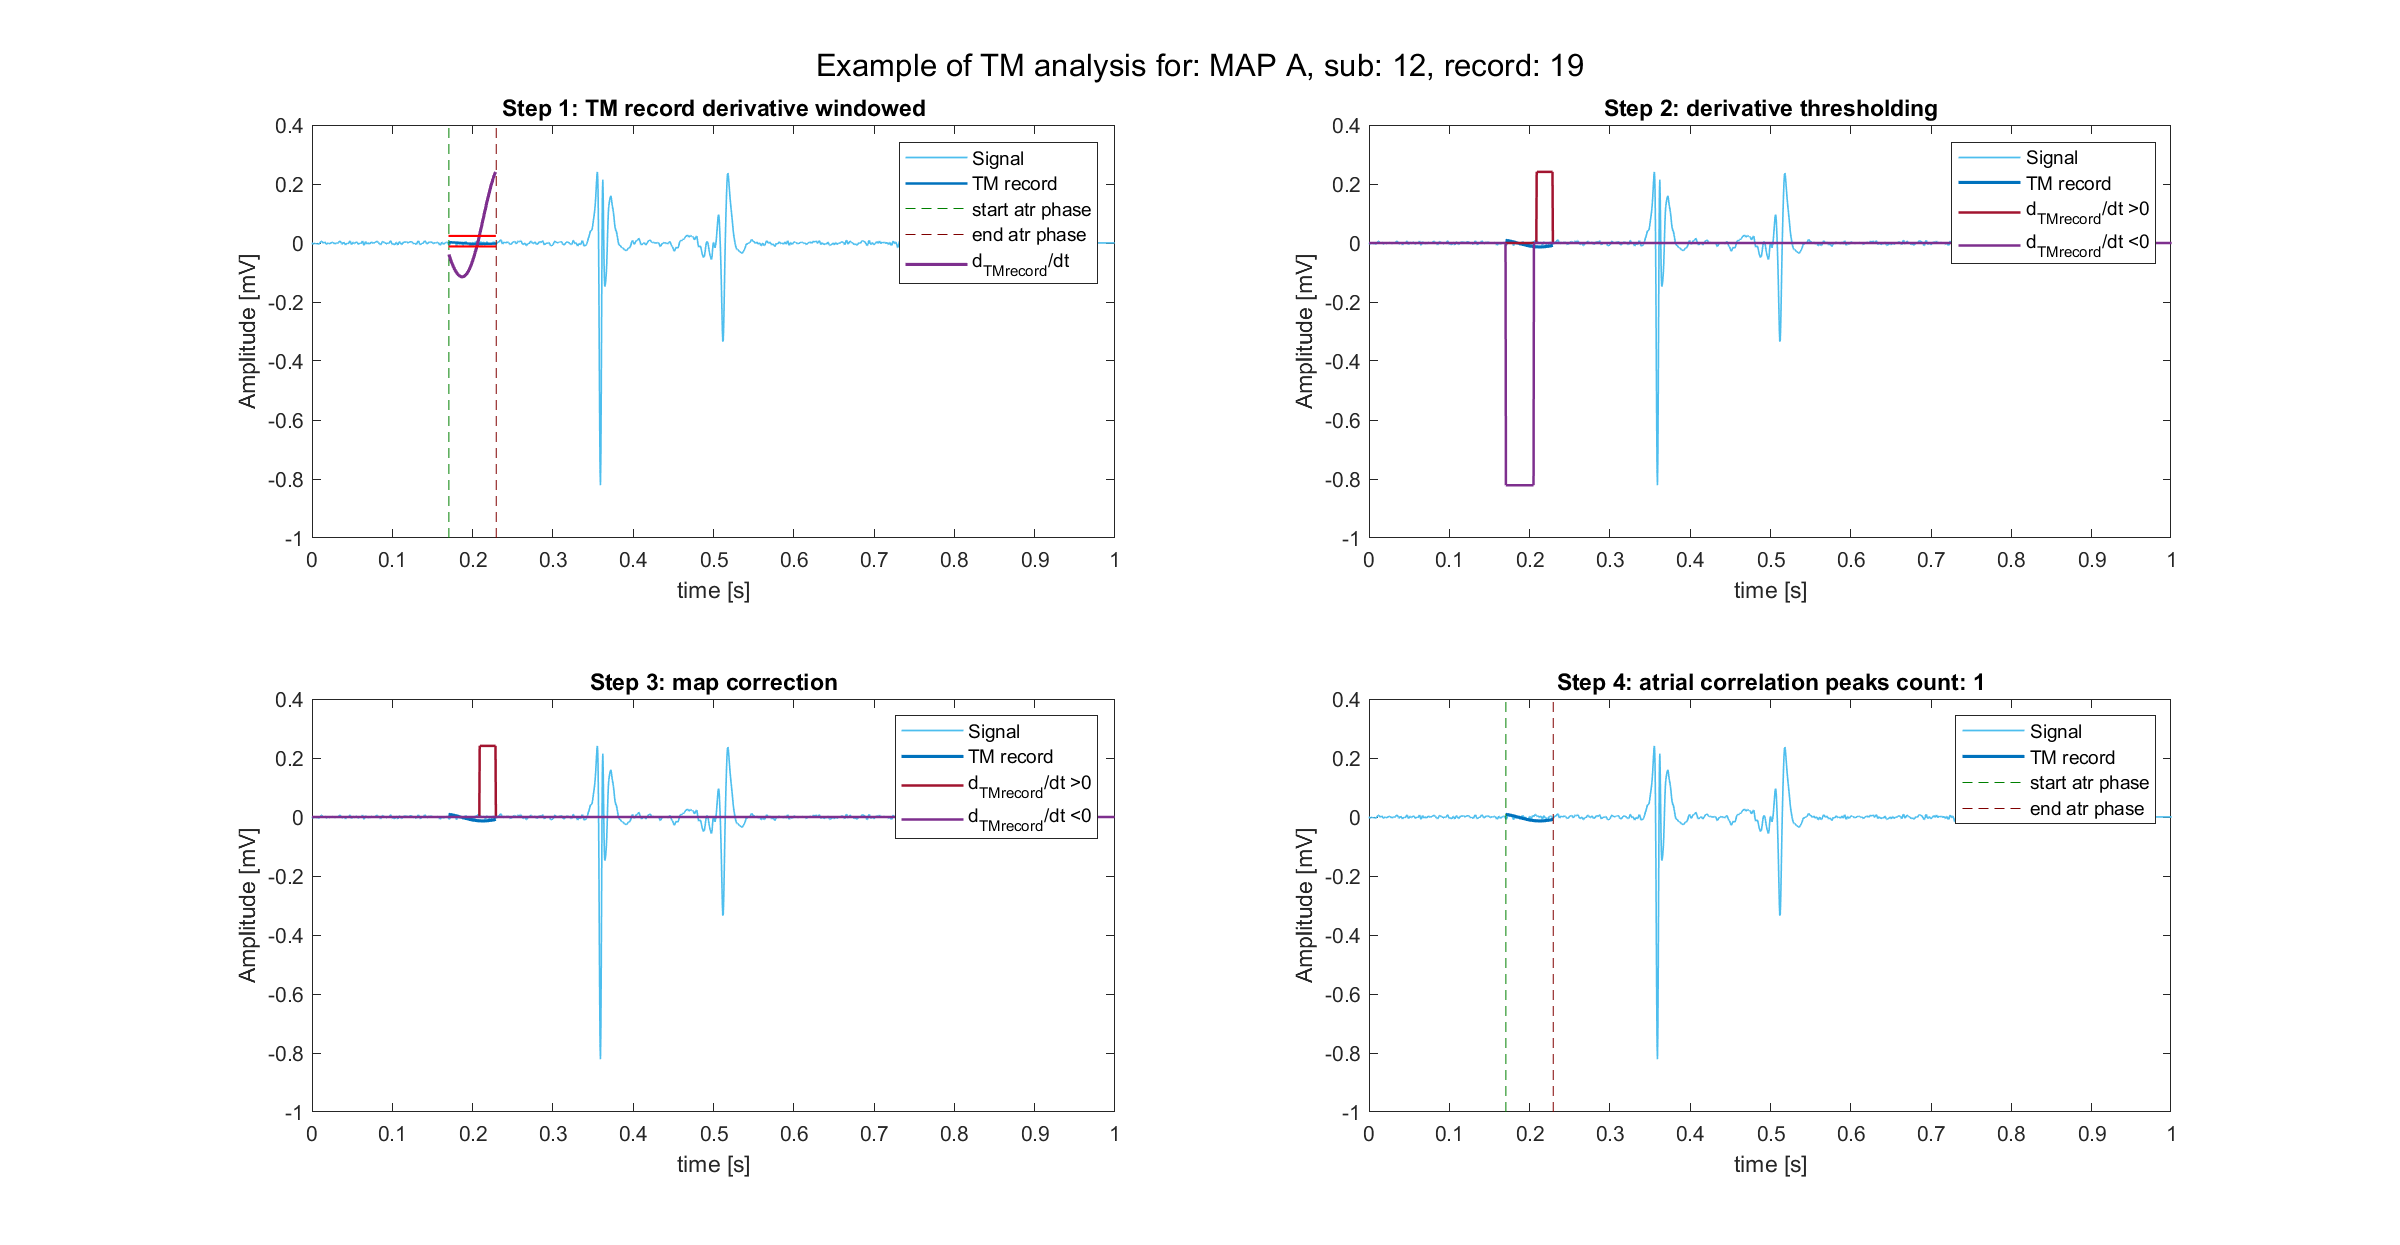 Example of TM analysis for: MAP A, sub: 12, record: 19
Step 1: TM record derivative windowed
0.4
0.2
0
-0.2
-0.4
-0.6
-0.8
-1
Amplitude [mV]
0 0.1 0.2 0.3 0.4 0.5 0.6 0.7 0.8 0.9 1
time [s]
Signal
TM record
start atr phase
end atr phase
dTMrecord/dt
Step 2: derivative thresholding
0.4
0.2
0
-0.2
-0.4
-0.6
-0.8
-1
Amplitude [mV]
0 0.1 0.2 0.3 0.4 0.5 0.6 0.7 0.8 0.9 1
time [s]
Signal
TM record
dTMrecord/dt >0
dTMrecord/dt <0
Step 3: map correction
0.4
0.2
0
-0.2
-0.4
-0.6
-0.8
-1
Amplitude [mV]
0 0.1 0.2 0.3 0.4 0.5 0.6 0.7 0.8 0.9 1
time [s]
Signal
TM record
dTMrecord/dt >0
dTMrecord/dt <0
Step 4: atrial correlation peaks count: 1
0.4
0.2
0
-0.2
-0.4
-0.6
-0.8
-1
Amplitude [mV]
0 0.1 0.2 0.3 0.4 0.5 0.6 0.7 0.8 0.9 1
time [s]
Signal
TM record
start atr phase
end atr phase